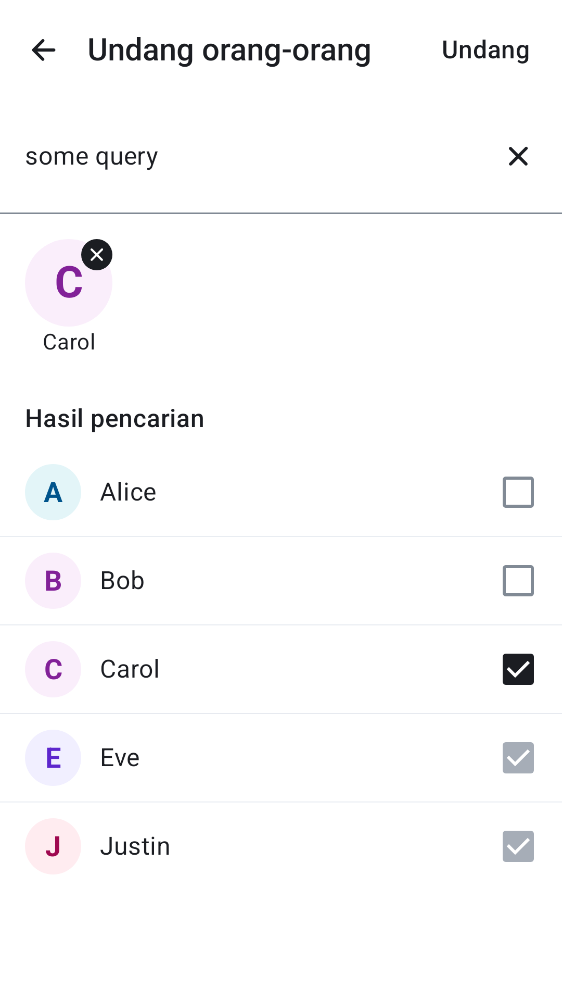 Undang orang-orang Undang
some query
C
Carol
Hasil pencarian
A Alice
B Bob
C Carol
E Eve
J Justin